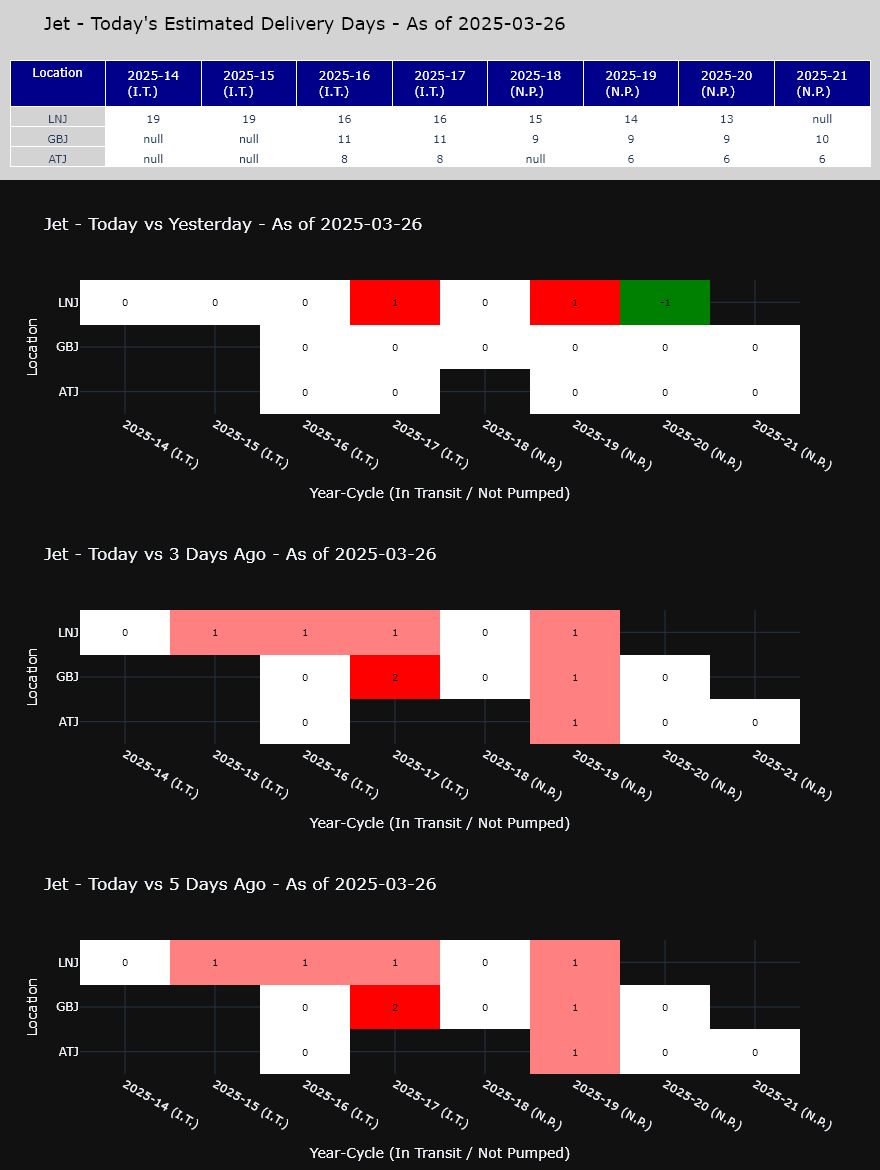 Jet - Today's Estimated Delivery Days - As of 2025-03-26
Location 2025-14 (I.T.) 2025-15 (I.T.) 2025-16 (I.T.) 2025-17 (I.T.) 2025-18 (N.P.) 2025-19 (N.P.) 2025-20 (N.P.) 2025-21 (N.P.)
LNJ 19 19 16 16 15 14 13 null
GBJ null null 11 11 9 9 9 10
ATJ null null 8 8 null 6 6 6
Jet - Today vs Yesterday - As of 2025-03-26
Location
LNJ 0 0 0 1 0 1 -1
GBJ 0 0 0 0 0 0
ATJ 0 0 0 0 0
2025-14 (I.T.) 2025-15 (I.T.) 2025-16 (I.T.) 2025-17 (I.T.) 2025-18 (N.P.) 2025-19 (N.P.) 2025-20 (N.P.) 2025-21 (N.P.)
Year-Cycle (In Transit / Not Pumped)
Jet - Today vs 3 Days Ago - As of 2025-03-26
Location
LNJ 0 1 1 1 0 1
GBJ 0 2 0 1 0
ATJ 0 1 0 0
2025-14 (I.T.) 2025-15 (I.T.) 2025-16 (I.T.) 2025-17 (I.T.) 2025-18 (N.P.) 2025-19 (N.P.) 2025-20 (N.P.) 2025-21 (N.P.)
Year-Cycle (In Transit / Not Pumped)
Jet - Today vs 5 Days Ago - As of 2025-03-26
Location
LNJ 0 1 1 1 0 1
GBJ 0 2 0 1 0
ATJ 0 1 0 0
2025-14 (I.T.) 2025-15 (I.T.) 2025-16 (I.T.) 2025-17 (I.T.) 2025-18 (N.P.) 2025-19 (N.P.) 2025-20 (N.P.) 2025-21 (N.P.)
Year-Cycle (In Transit / Not Pumped)